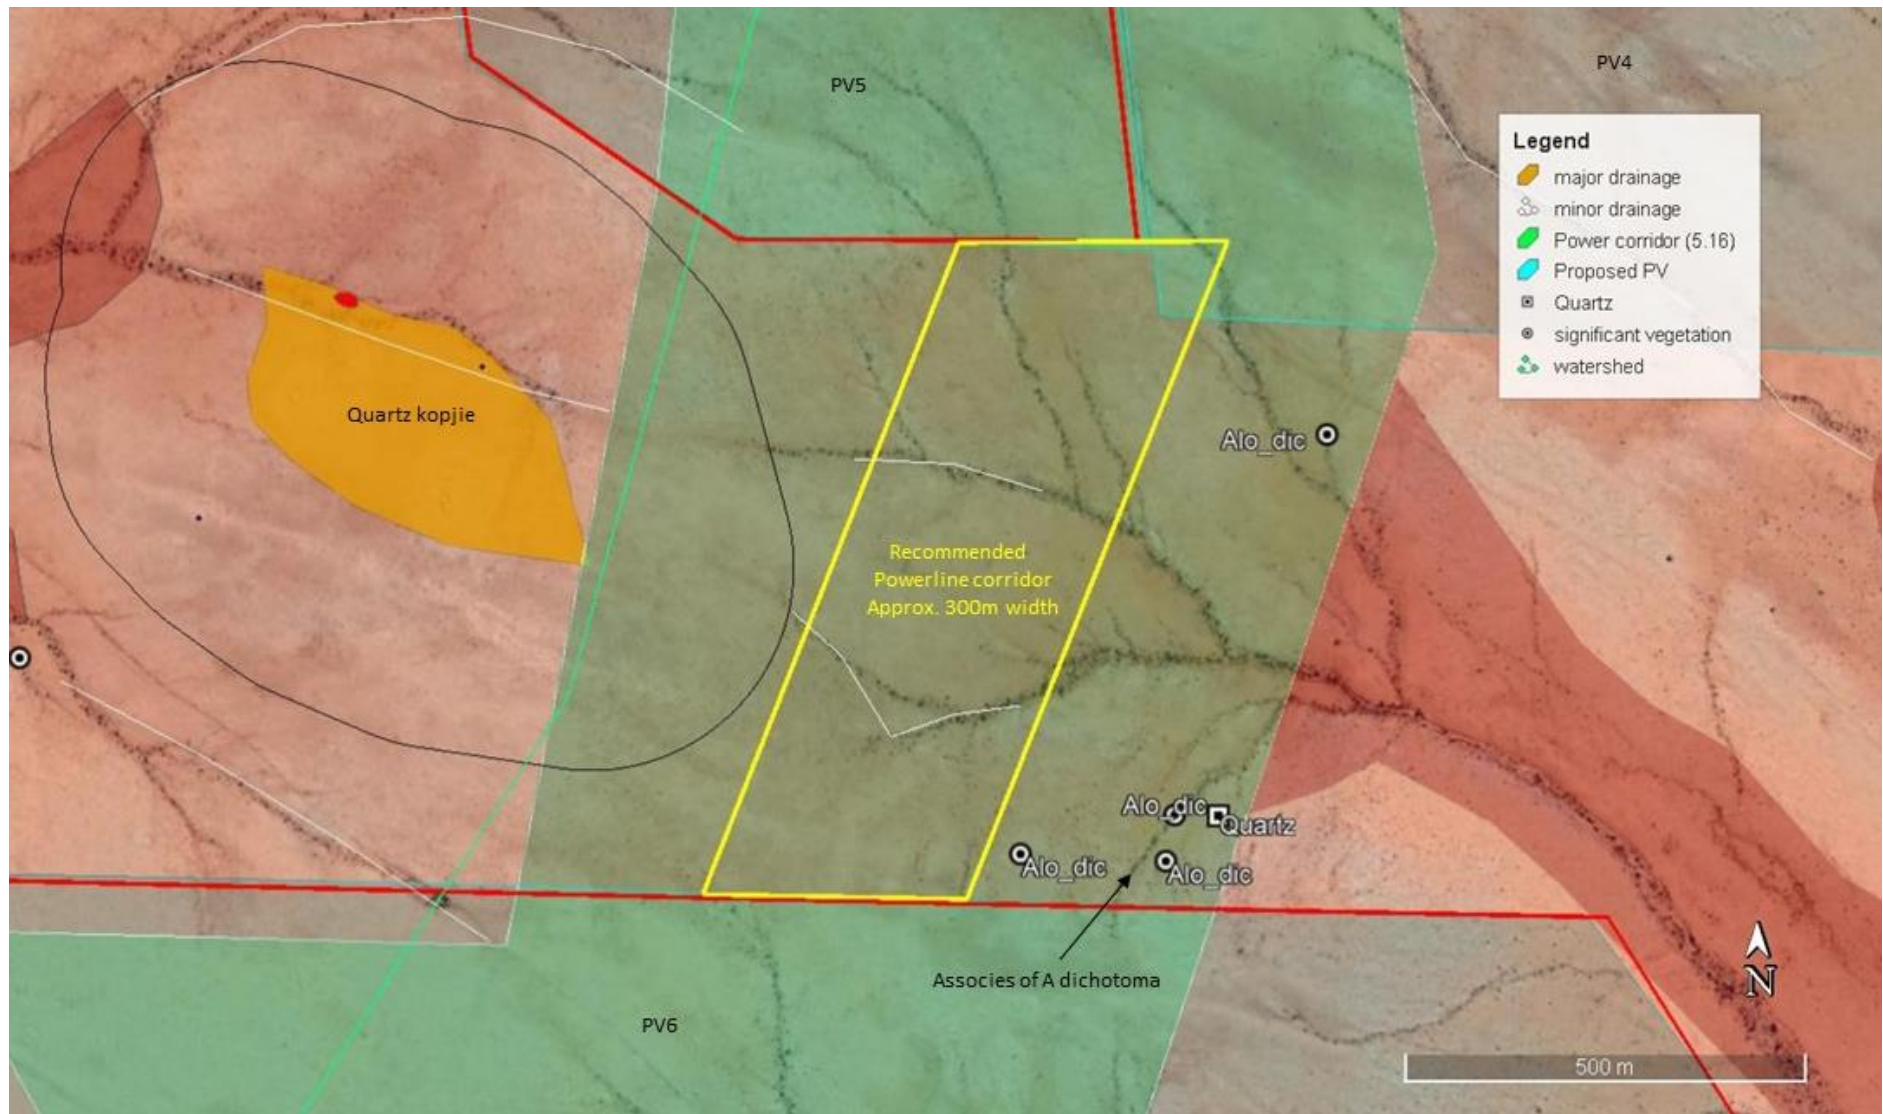 PV5
PV4
Legend
major drainage
minor drainage
Power corridor (5.16)
Proposed PV
Quartz
significant vegetation
watershed
Quartz kopjie
Alo_dic
Recommended
Powerline corridor
Approx. 300m width
Alo_dic
Quartz
Alo_dic
Alo_dic
Associes of A dichotoma
N
PV6
500 m